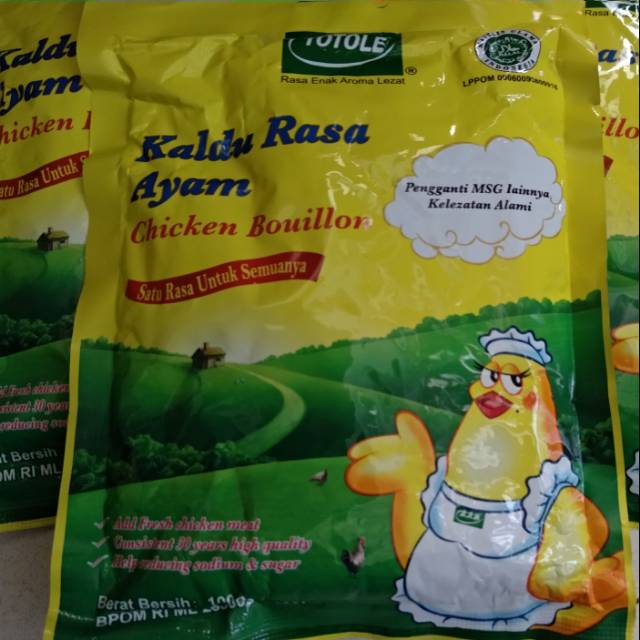 TOTOLE
Rasa Enak Aroma Lezat
®
LPPOM
Kaldu Rasa
Ayam
Chicken Bouillon
Pengganti MSG lainnya
Kelezatan Alami
Satu Rasa Untuk Semuanya
Add Fresh chicken meat
Consistent 30 years high quality
Help reducing sodium & sugar
Berat Bersih :
BPOM RI ML